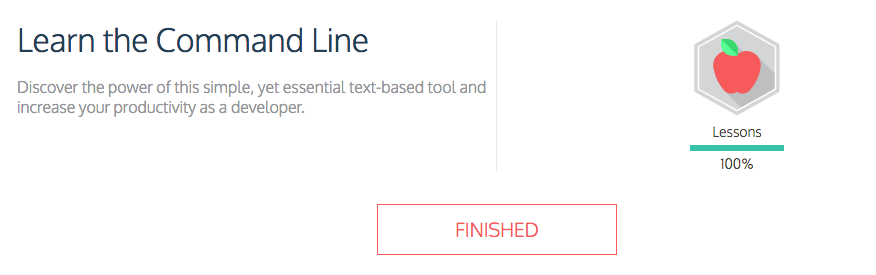 Learn the Command Line
Discover the power of this simple, yet essential text-based tool and
increase your productivity as a developer.
Lessons
100%
FINISHED